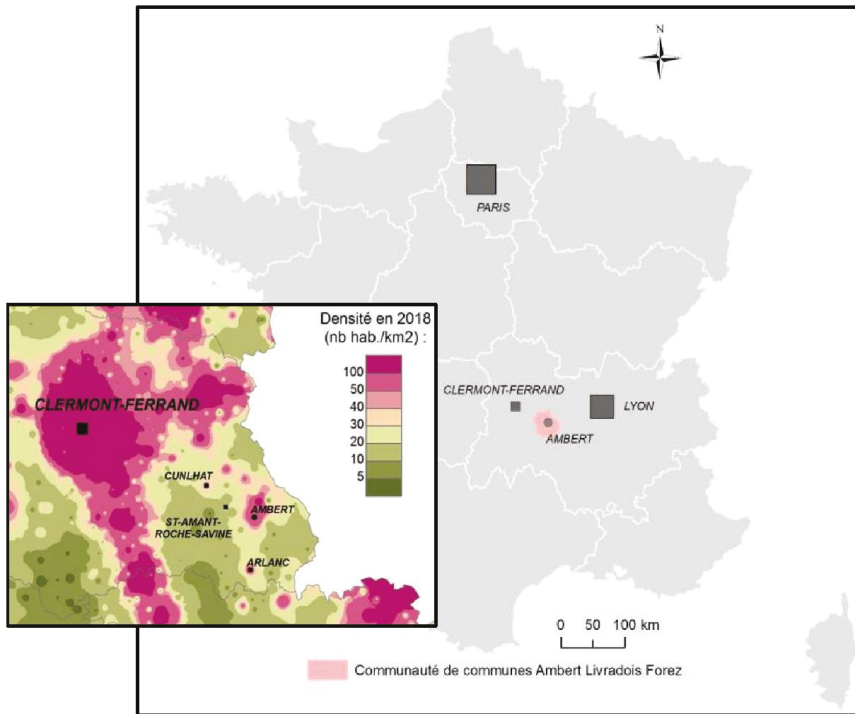 N
PARIS
Densité en 2018
(nb hab./km2) :
100
50
40
30
20
10
5
CLERMONT-FERRAND
CUNLHAT
AMBERT
ST-AMANT-
ROCHE-SAVINE
ARLANC
CLERMONT-FERRAND
LYON
AMBERT
0 50 100 km
Communauté de communes Ambert Livradois Forez